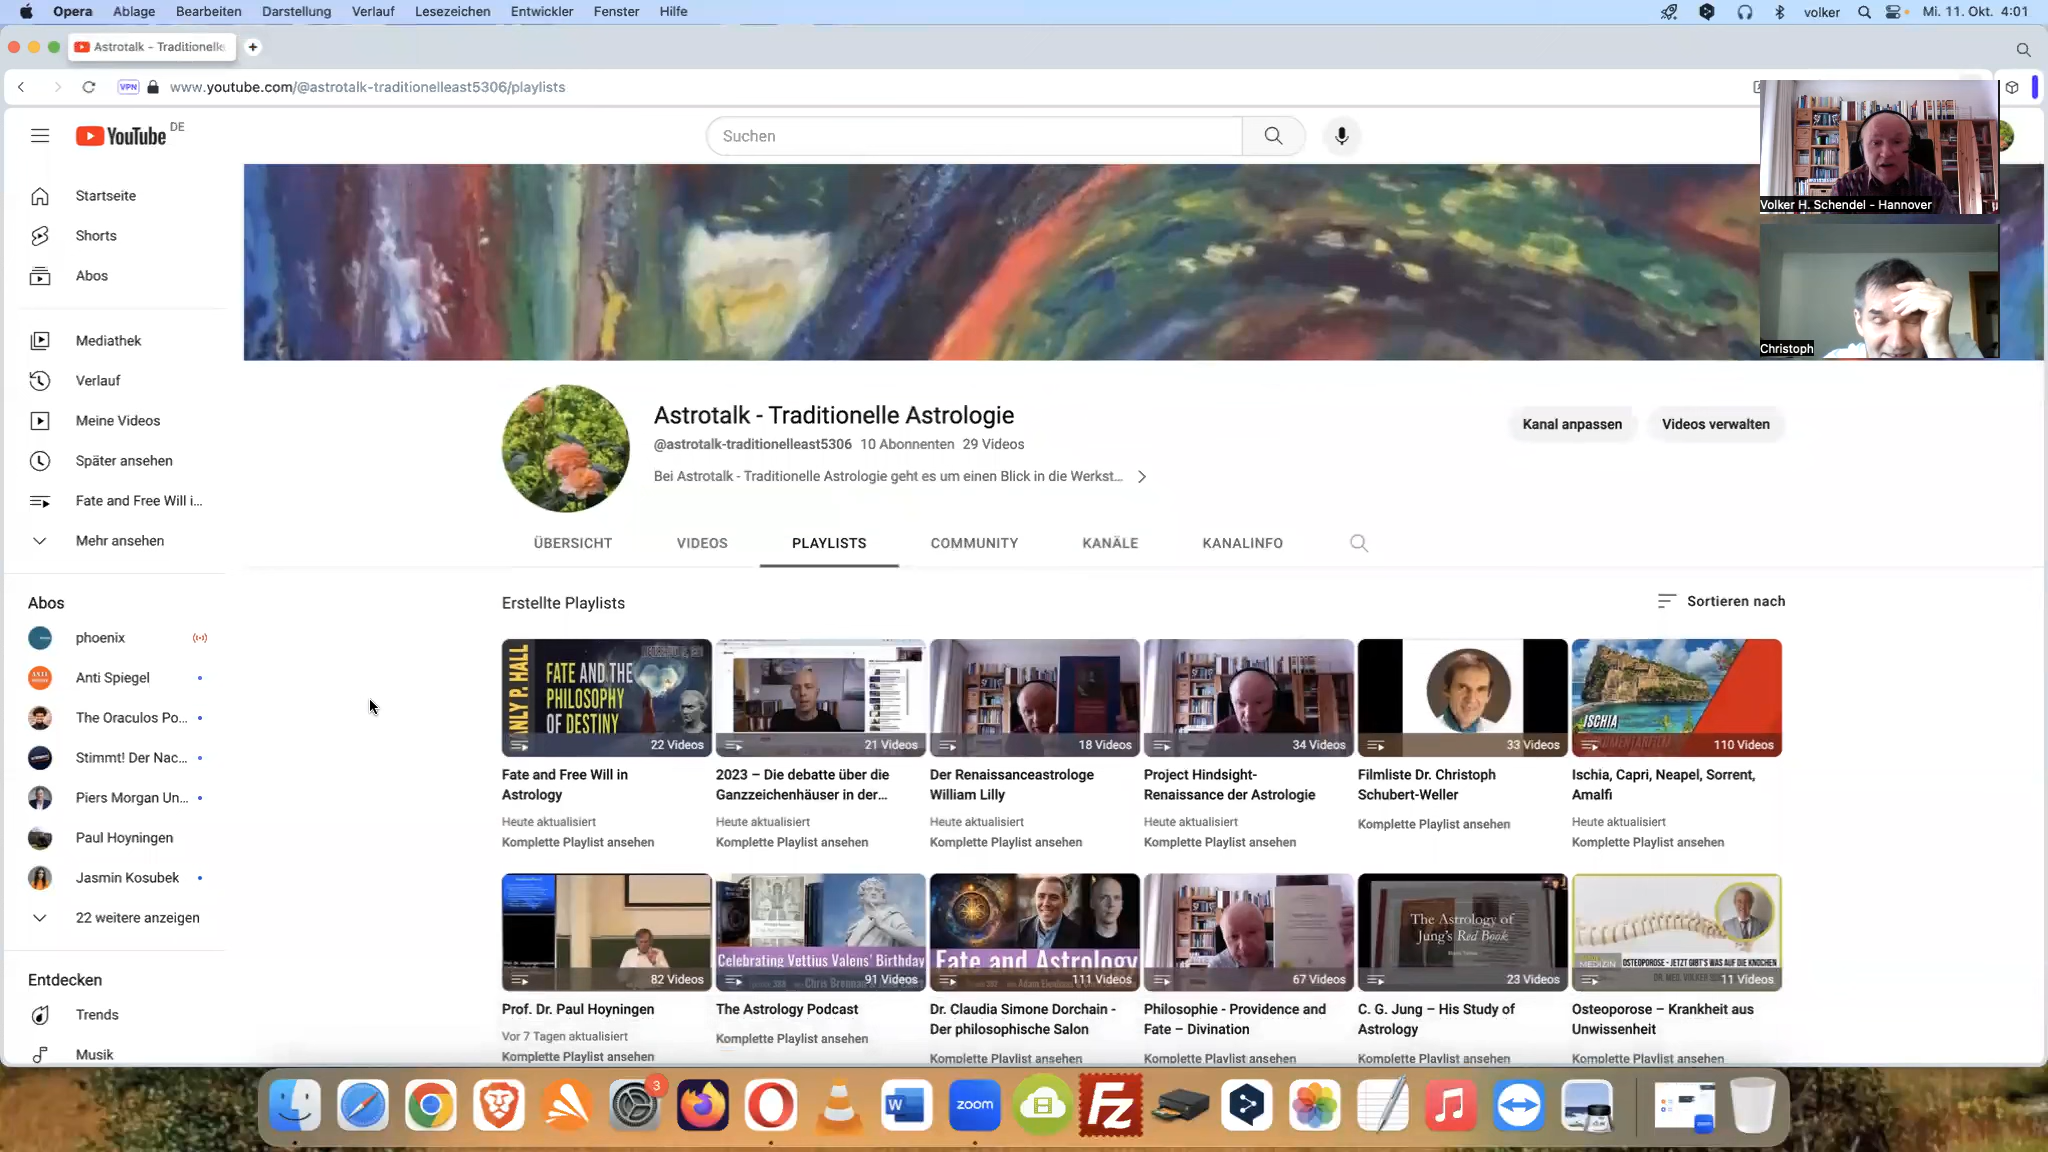 Opera Ablage Bearbeiten Darstellung Verlauf Lesezeichen Entwickler Fenster Hilfe volker Mi. 11. Okt. 4:01
Astrotalk - Traditionelle
VPN www.youtube.com/@astrotalk-traditionelleast5306/playlists
YouTube DE
Suchen
Volker H. Schendel - Hannover
Christoph
Startseite
Shorts
Abos
Mediathek
Verlauf
Meine Videos
Später ansehen
Fate and Free Will i...
Mehr ansehen
Abos
phoenix
Anti Spiegel
The Oraculos Po...
Stimmt! Der Nac...
Piers Morgan Un...
Paul Hoyningen
Jasmin Kosubek
22 weitere anzeigen
Entdecken
Trends
Musik
Astrotalk - Traditionelle Astrologie
@astrotalk-traditionelleast5306 10 Abonnenten 29 Videos
Bei Astrotalk - Traditionelle Astrologie geht es um einen Blick in die Werkst...
Kanal anpassen
Videos verwalten
ÜBERSICHT VIDEOS PLAYLISTS COMMUNITY KANÄLE KANALINFO
Erstellte Playlists
Sortieren nach
FATE AND THE
PHILOSOPHY
OF DESTINY
22 Videos
Fate and Free Will in
Astrology
Heute aktualisiert
Komplette Playlist ansehen
21 Videos
2023 – Die debatte über die
Ganzzeichenhäuser in der...
Heute aktualisiert
Komplette Playlist ansehen
18 Videos
Der Renaissanceastrologe
William Lilly
Heute aktualisiert
Komplette Playlist ansehen
34 Videos
Project Hindsight-
Renaissance der Astrologie
Heute aktualisiert
Komplette Playlist ansehen
33 Videos
Filmliste Dr. Christoph
Schubert-Weller
Komplette Playlist ansehen
ISCHIA
110 Videos
Ischia, Capri, Neapel, Sorrent,
Amalfi
Heute aktualisiert
Komplette Playlist ansehen
82 Videos
Prof. Dr. Paul Hoyningen
Vor 7 Tagen aktualisiert
Komplette Playlist ansehen
Celebrating Vettius Valens' Birthday
91 Videos
The Astrology Podcast
Komplette Playlist ansehen
Fate and Astrology
111 Videos
Dr. Claudia Simone Dorchain -
Der philosophische Salon
Komplette Playlist ansehen
67 Videos
Philosophie - Providence and
Fate – Divination
Komplette Playlist ansehen
The Astrology of
Jung's Red Book
23 Videos
C. G. Jung – His Study of
Astrology
Komplette Playlist ansehen
MEDIZIN OSTEOPOROSE - JETZT GIBT'S WAS AUF DIE KNOCHEN
11 Videos
Osteoporose – Krankheit aus
Unwissenheit
Komplette Playlist ansehen
3
zoom